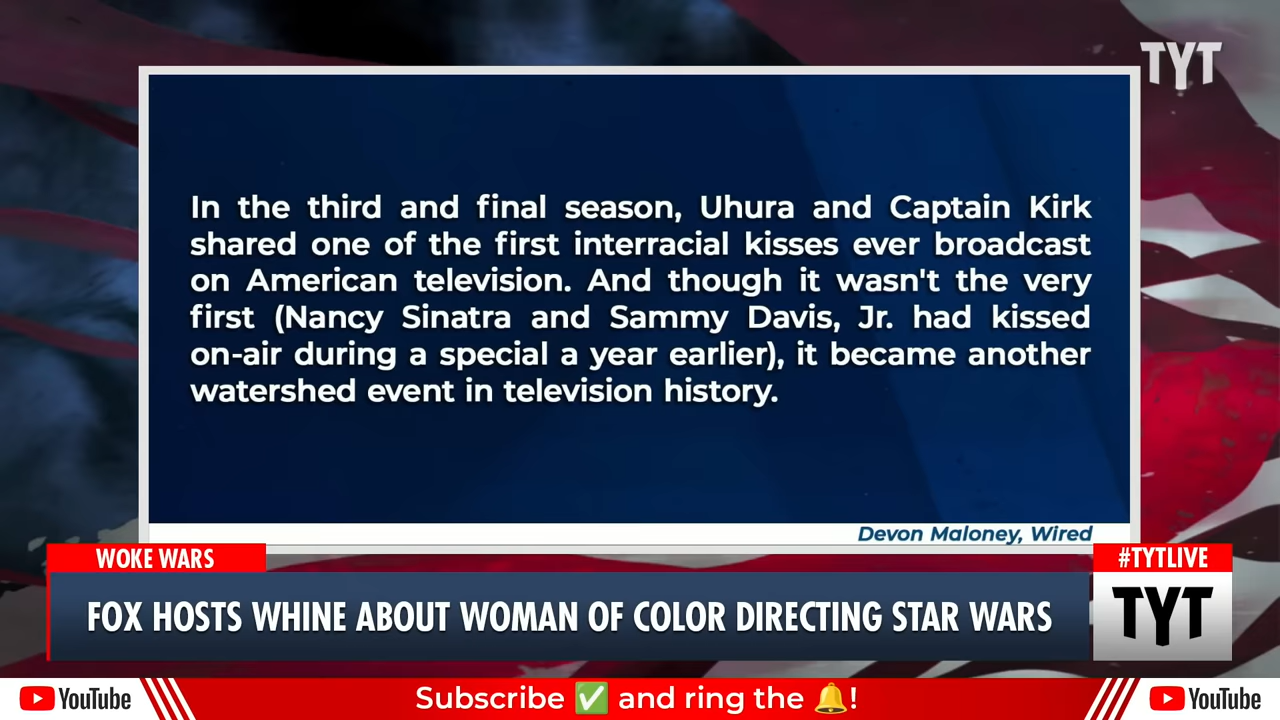 TYT
In the third and final season, Uhura and Captain Kirk
shared one of the first interracial kisses ever broadcast
on American television. And though it wasn't the very
first (Nancy Sinatra and Sammy Davis, Jr. had kissed
on-air during a special a year earlier), it became another
watershed event in television history.
Devon Maloney, Wired
WOKE WARS
#TYTLIVE
FOX HOSTS WHINE ABOUT WOMAN OF COLOR DIRECTING STAR WARS
TYT
YouTube
Subscribe ✅ and ring the 🔔!
YouTube